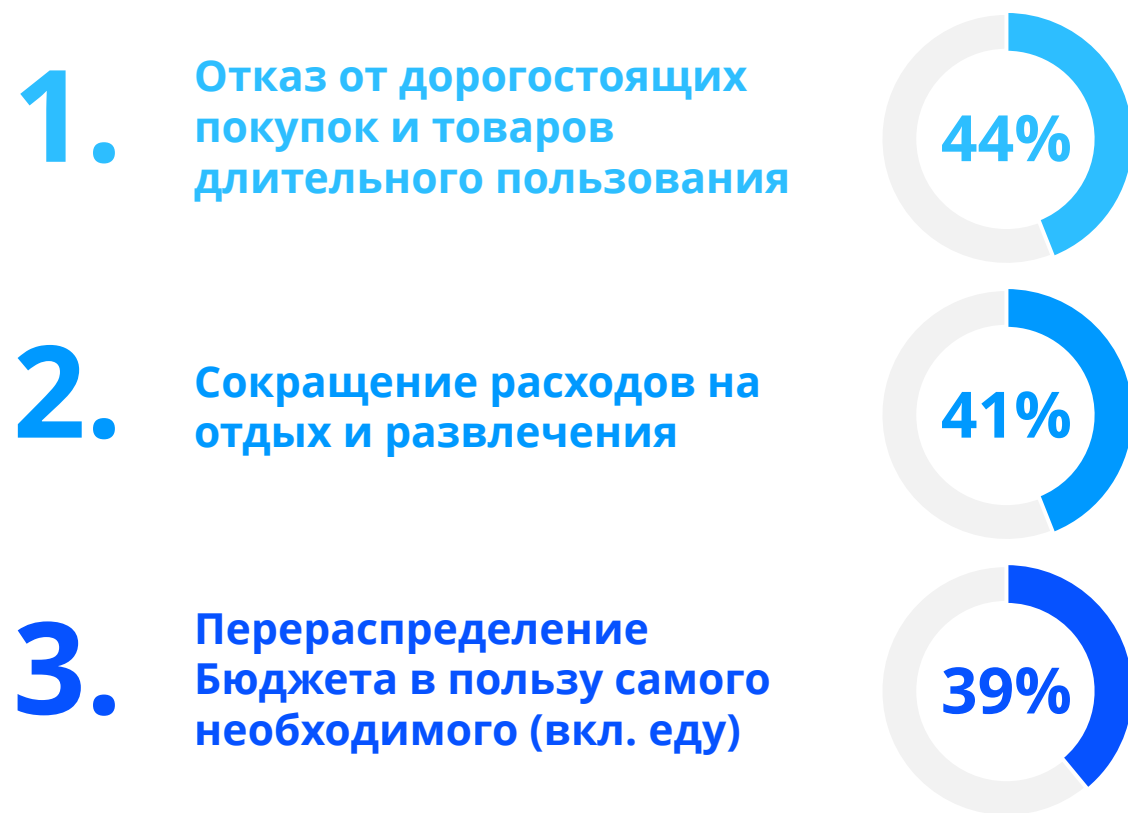 1.
Отказ от дорогостоящих
покупок и товаров
длительного пользования
44%
2.
Сокращение расходов на
отдых и развлечения
41%
3.
Перераспределение
Бюджета в пользу самого
необходимого (вкл. еду)
39%